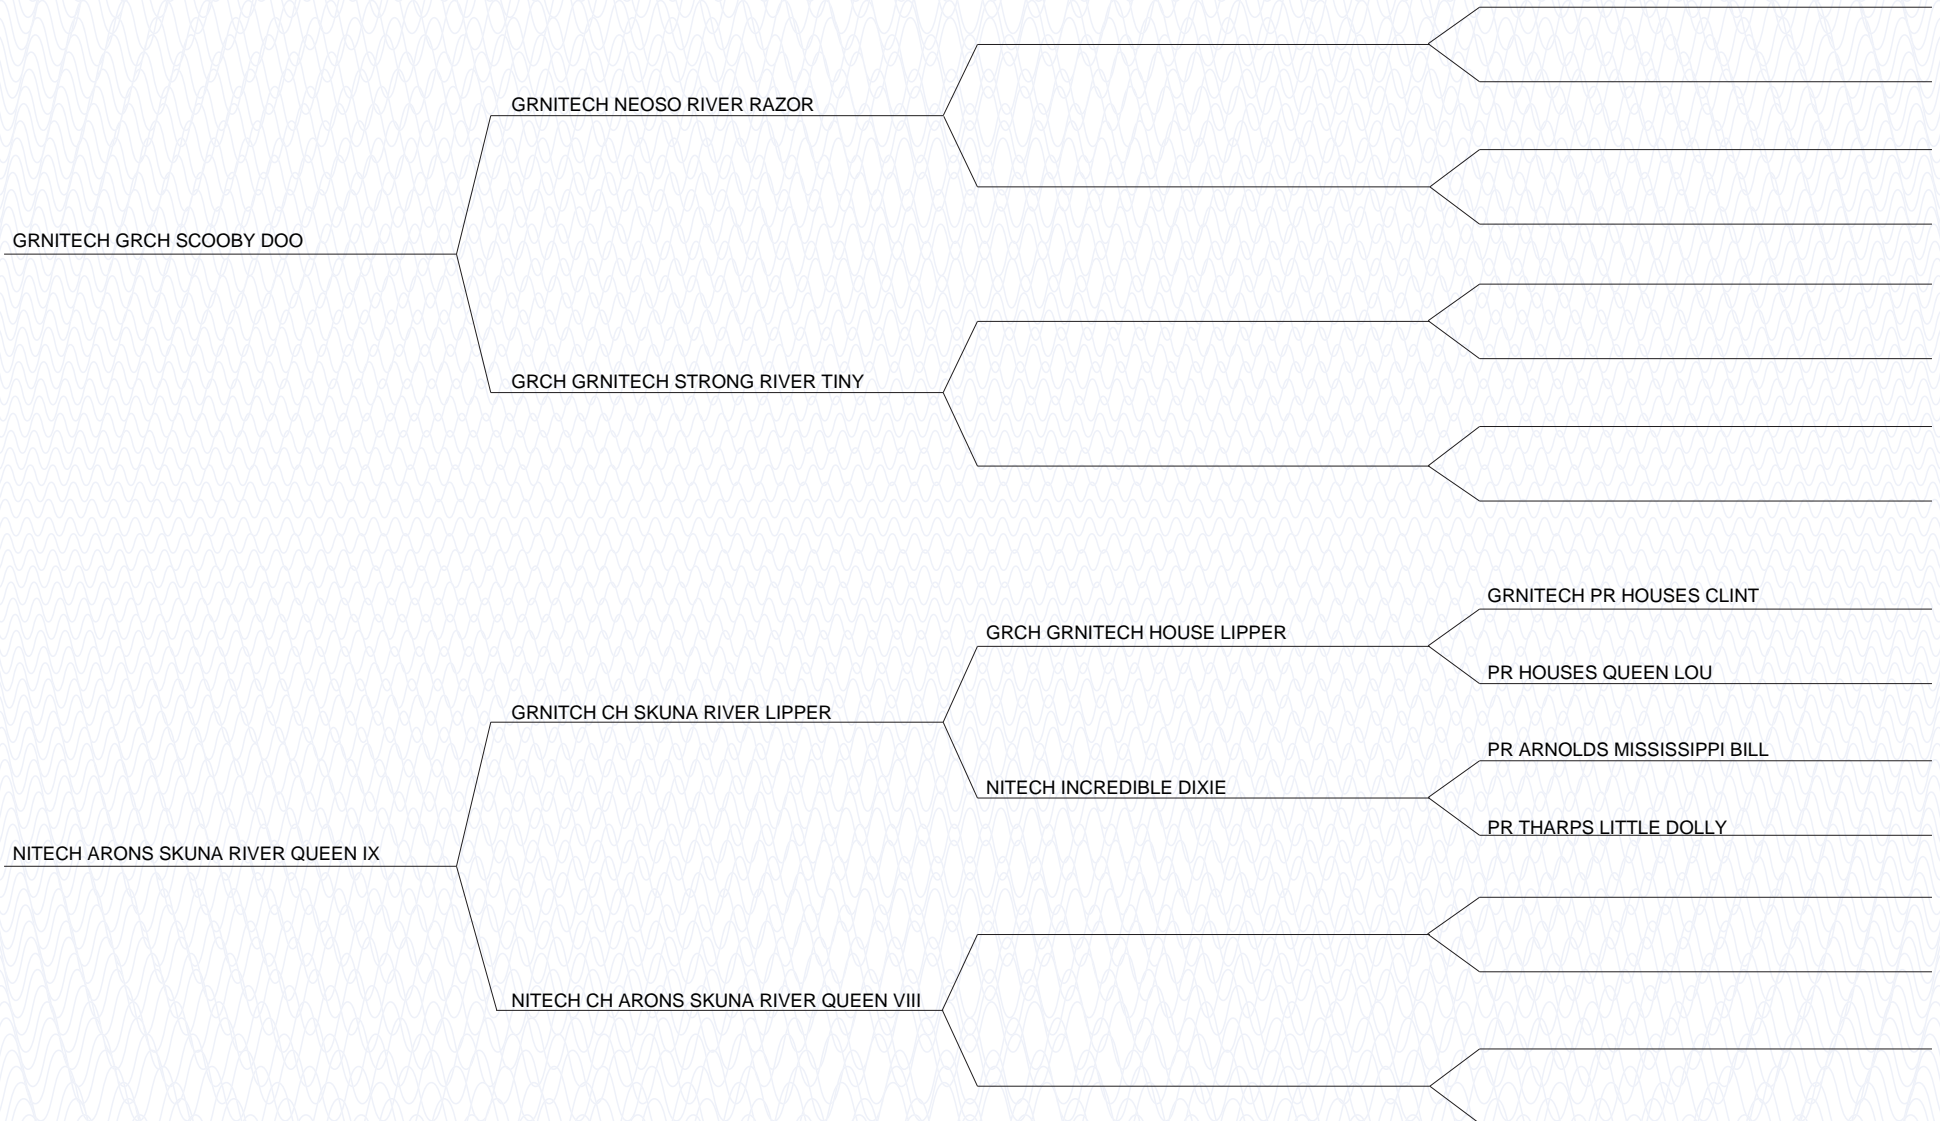 GRNITECH NEOSO RIVER RAZOR
GRNITECH GRCH SCOOBY DOO
GRCH GRNITECH STRONG RIVER TINY
GRNITECH PR HOUSES CLINT
GRCH GRNITECH HOUSE LIPPER
PR HOUSES QUEEN LOU
GRNITCH CH SKUNA RIVER LIPPER
PR ARNOLDS MISSISSIPPI BILL
NITECH INCREDIBLE DIXIE
PR THARPS LITTLE DOLLY
NITECH ARONS SKUNA RIVER QUEEN IX
NITECH CH ARONS SKUNA RIVER QUEEN VIII